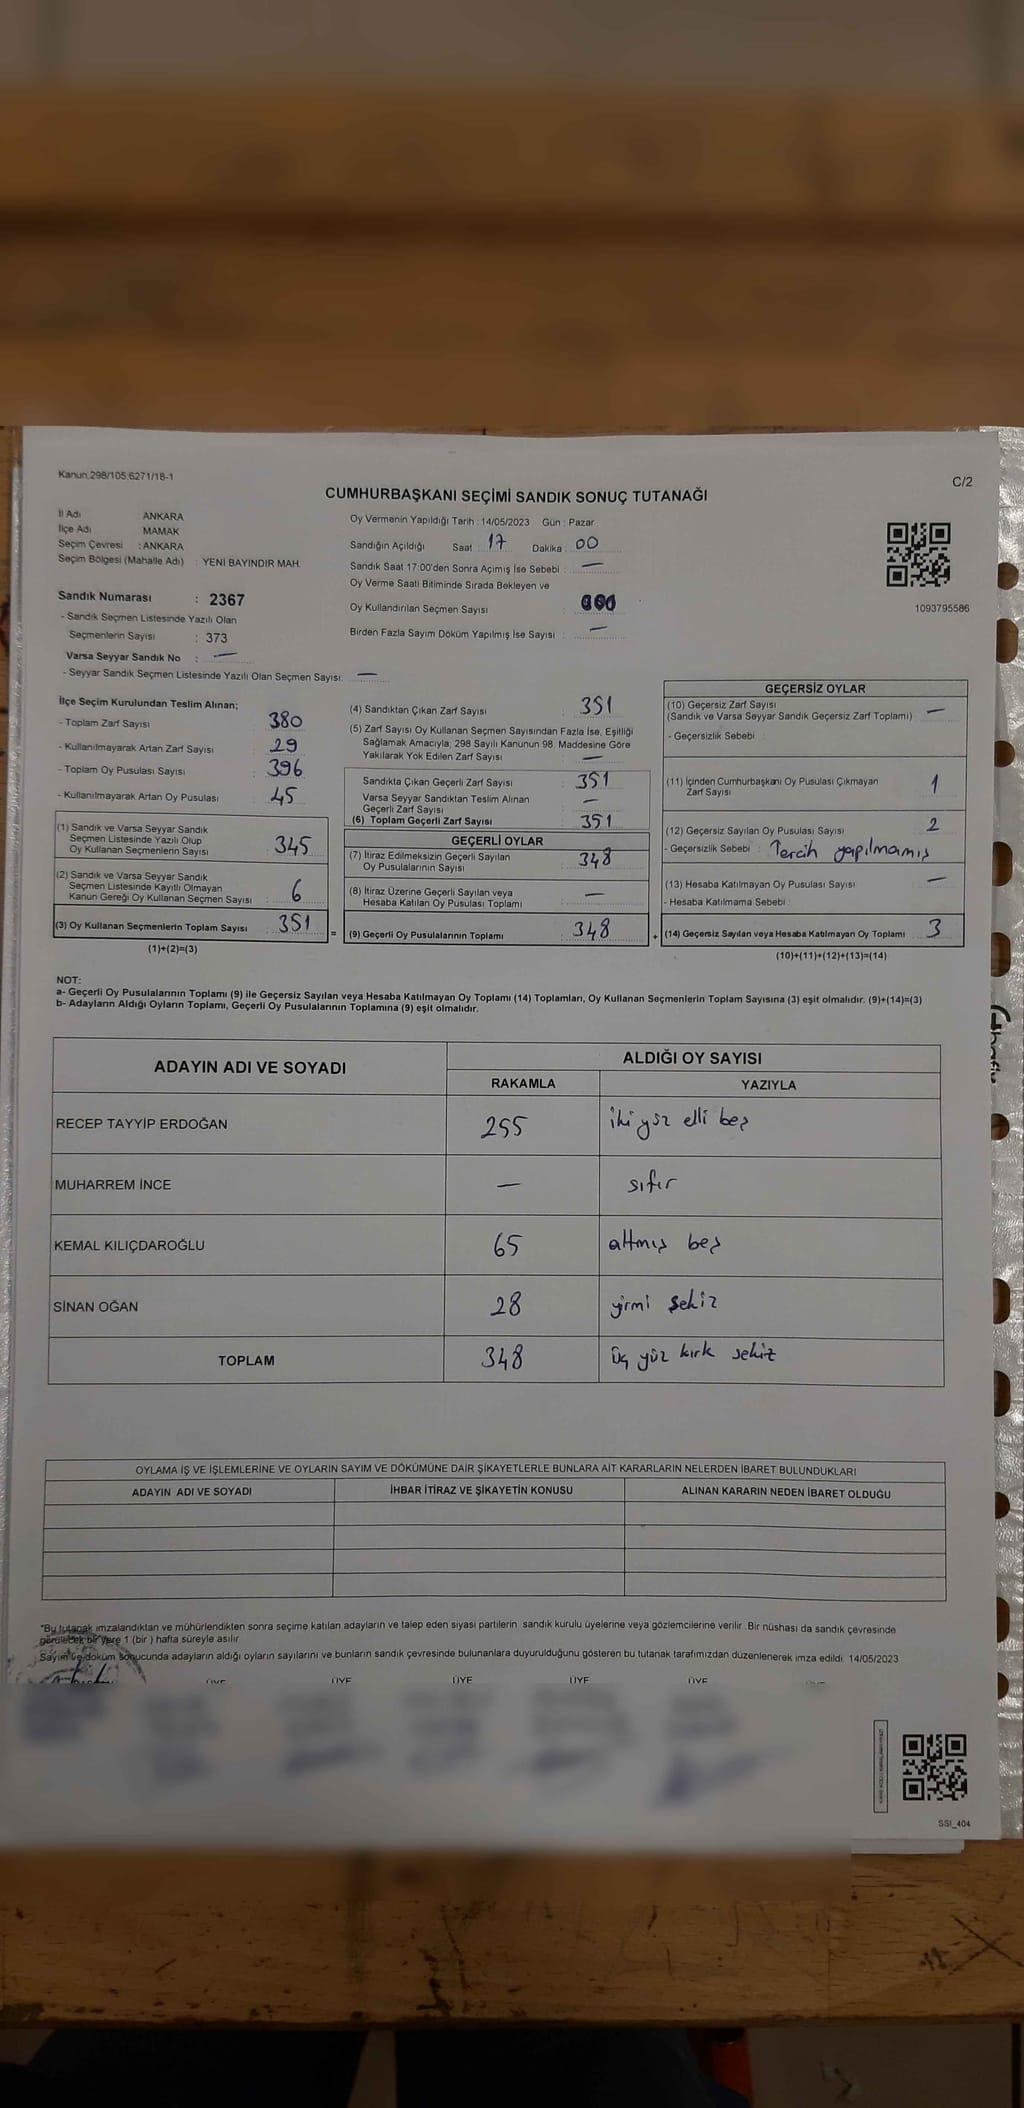 Kanun:298/105,6271/18-1
C/2
CUMHURBAŞKANI SEÇİMİ SANDIK SONUÇ TUTANAĞI
İl Adı ANKARA
İlçe Adı MAMAK
Seçim Çevresi : ANKARA
Seçim Bölgesi (Mahalle Adı) : YENİ BAYINDIR MAH.
Oy Vermenin Yapıldığı Tarih : 14/05/2023 Gün : Pazar
Sandığın Açıldığı Saat : 17 Dakika : 00
Sandık Saat 17:00'den Sonra Açımış İse Sebebi : —
Oy Verme Saati Bitiminde Sırada Bekleyen ve
Oy Kullandırılan Seçmen Sayısı : 000
Birden Fazla Sayım Döküm Yapılmış İse Sayısı : —
1093795586
Sandık Numarası : 2367
- Sandık Seçmen Listesinde Yazılı Olan
Seçmenlerin Sayısı : 373
Varsa Seyyar Sandık No : —
- Seyyar Sandık Seçmen Listesinde Yazılı Olan Seçmen Sayısı: —
İlçe Seçim Kurulundan Teslim Alınan;
- Toplam Zarf Sayısı : 380
- Kullanılmayarak Artan Zarf Sayısı : 29
- Toplam Oy Pusulası Sayısı : 396
- Kullanılmayarak Artan Oy Pusulası : 45
(1) Sandık ve Varsa Seyyar Sandık
Seçmen Listesinde Yazılı Olup
Oy Kullanan Seçmenlerin Sayısı : 345
(2) Sandık ve Varsa Seyyar Sandık
Seçmen Listesinde Kayıtlı Olmayan
Kanun Gereği Oy Kullanan Seçmen Sayısı : 6
(3) Oy Kullanan Seçmenlerin Toplam Sayısı : 351
(1)+(2)=(3)
(4) Sandıktan Çıkan Zarf Sayısı : 351
(5) Zarf Sayısı Oy Kullanan Seçmen Sayısından Fazla İse, Eşitliği
Sağlamak Amacıyla, 298 Sayılı Kanunun 98. Maddesine Göre
Yakılarak Yok Edilen Zarf Sayısı : —
Sandıkta Çıkan Geçerli Zarf Sayısı : 351
Varsa Seyyar Sandıktan Teslim Alınan
Geçerli Zarf Sayısı : —
(6) Toplam Geçerli Zarf Sayısı : 351
GEÇERLİ OYLAR
(7) İtiraz Edilmeksizin Geçerli Sayılan
Oy Pusulalarının Sayısı : 348
(8) İtiraz Üzerine Geçerli Sayılan veya
Hesaba Katılan Oy Pusulası Toplamı : —
= (9) Geçerli Oy Pusulalarının Toplamı : 348
GEÇERSİZ OYLAR
(10) Geçersiz Zarf Sayısı
(Sandık ve Varsa Seyyar Sandık Geçersiz Zarf Toplamı) : —
- Geçersizlik Sebebi :
(11) İçinden Cumhurbaşkanı Oy Pusulası Çıkmayan
Zarf Sayısı : 1
(12) Geçersiz Sayılan Oy Pusulası Sayısı : 2
- Geçersizlik Sebebi : Tercih yapılmamış
(13) Hesaba Katılmayan Oy Pusulası Sayısı : —
- Hesaba Katılmama Sebebi :
+ (14) Geçersiz Sayılan veya Hesaba Katılmayan Oy Toplamı : 3
(10)+(11)+(12)+(13)=(14)
NOT:
a- Geçerli Oy Pusulalarının Toplamı (9) ile Geçersiz Sayılan veya Hesaba Katılmayan Oy Toplamı (14) Toplamları, Oy Kullanan Seçmenlerin Toplam Sayısına (3) eşit olmalıdır. (9)+(14)=(3)
b- Adayların Aldığı Oyların Toplamı, Geçerli Oy Pusulalarının Toplamına (9) eşit olmalıdır.
ADAYIN ADI VE SOYADI
ALDIĞI OY SAYISI
RAKAMLA YAZIYLA
RECEP TAYYİP ERDOĞAN 255 iki yüz elli beş
MUHARREM İNCE — sıfır
KEMAL KILIÇDAROĞLU 65 altmış beş
SİNAN OĞAN 28 yirmi sekiz
TOPLAM 348 üç yüz kırk sekiz
OYLAMA İŞ VE İŞLEMLERİNE VE OYLARIN SAYIM VE DÖKÜMÜNE DAİR ŞİKAYETLERLE BUNLARA AİT KARARLARIN NELERDEN İBARET BULUNDUKLARI
ADAYIN ADI VE SOYADI İHBAR İTİRAZ VE ŞİKAYETİN KONUSU ALINAN KARARIN NEDEN İBARET OLDUĞU
*Bu tutanak imzalandıktan ve mühürlendikten sonra seçime katılan adayların ve talep eden siyasi partilerin sandık kurulu üyelerine veya gözlemcilerine verilir. Bir nüshası da sandık çevresinde
görülecek bir yere 1 (bir ) hafta süreyle asılır.
Sayım ve döküm sonucunda adayların aldığı oyların sayılarını ve bunların sandık çevresinde bulunanlara duyurulduğunu gösteren bu tutanak tarafımızdan düzenlenerek imza edildi. 14/05/2023
ÜYE ÜYE ÜYE ÜYE ÜYE
SSI_404